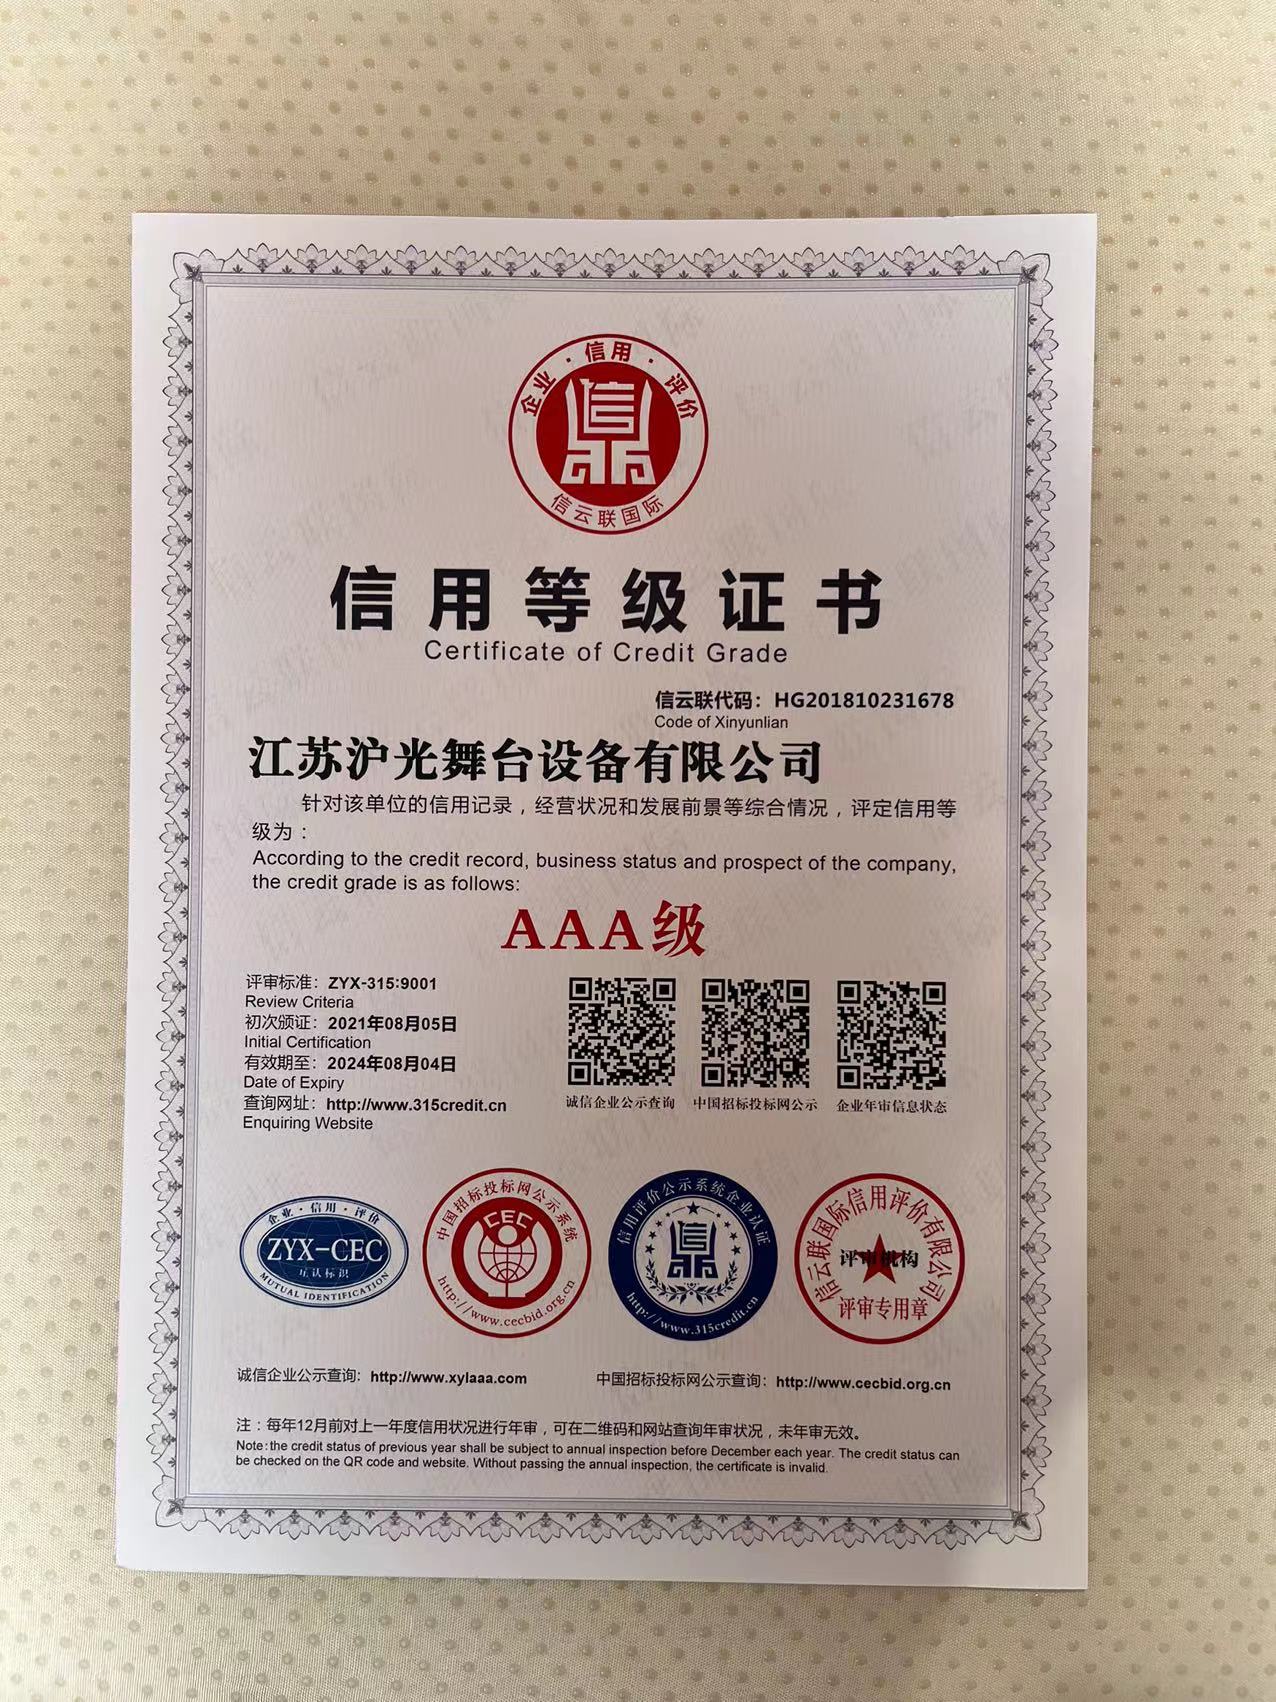 企业·信用·评价
信云联国际
信用等级证书
Certificate of Credit Grade
信云联代码：HG201810231678
Code of Xinyunlian
江苏沪光舞台设备有限公司
针对该单位的信用记录，经营状况和发展前景等综合情况，评定信用等
级为：
According to the credit record, business status and prospect of the company,
the credit grade is as follows:
AAA级
评审标准：ZYX-315:9001
Review Criteria
初次颁证：2021年08月05日
Initial Certification
有效期至：2024年08月04日
Date of Expiry
查询网址：http://www.315credit.cn
Enquiring Website
诚信企业公示查询
中国招标投标网公示
企业年审信息状态
企业·信用·评价
ZYX-CEC
互认标识
MUTUAL IDENTIFICATION
中国招标投标网公示系统
CEC
http://www.cecbid.org.cn
信用评价公示系统企业认证
http://www.315credit.cn
信云联国际信用评价有限公司
评审机构
评审专用章
诚信企业公示查询：http://www.xylaaa.com
中国招标投标网公示查询：http://www.cecbid.org.cn
注：每年12月前对上一年度信用状况进行年审，可在二维码和网站查询年审状况，未年审无效。
Note:the credit status of previous year shall be subject to annual inspection before December each year. The credit status can
be checked on the QR code and website. Without passing the annual inspection, the certificate is invalid.